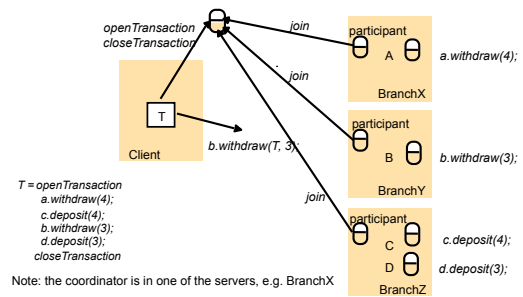 openTransaction
closeTransaction
join
participant
A
a.withdraw(4);
BranchX
join
T
Client
b.withdraw(T, 3);
participant
B
b.withdraw(3);
BranchY
join
T = openTransaction
a.withdraw(4);
c.deposit(4);
b.withdraw(3);
d.deposit(3);
closeTransaction
participant
C
c.deposit(4);
D
d.deposit(3);
BranchZ
Note: the coordinator is in one of the servers, e.g. BranchX